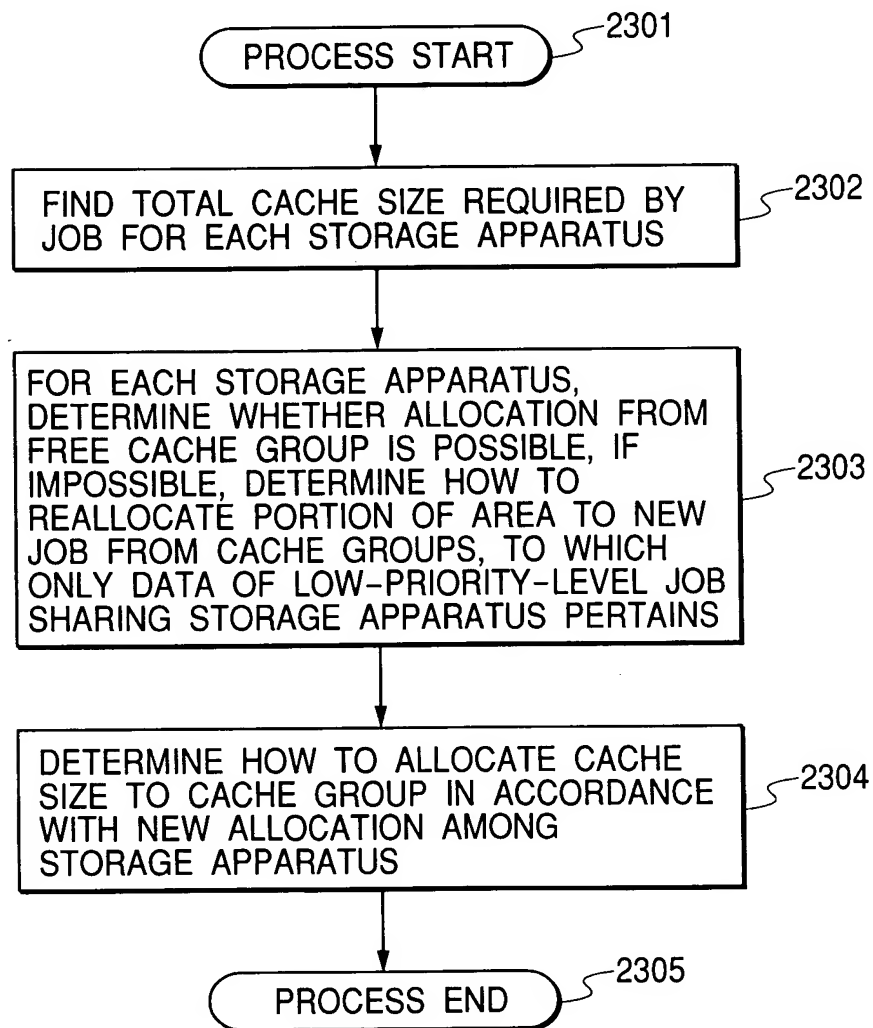 PROCESS START
2301
FIND TOTAL CACHE SIZE REQUIRED BY
JOB FOR EACH STORAGE APPARATUS
2302
FOR EACH STORAGE APPARATUS,
DETERMINE WHETHER ALLOCATION FROM
FREE CACHE GROUP IS POSSIBLE, IF
IMPOSSIBLE, DETERMINE HOW TO
REALLOCATE PORTION OF AREA TO NEW
JOB FROM CACHE GROUPS, TO WHICH
ONLY DATA OF LOW-PRIORITY-LEVEL JOB
SHARING STORAGE APPARATUS PERTAINS
2303
DETERMINE HOW TO ALLOCATE CACHE
SIZE TO CACHE GROUP IN ACCORDANCE
WITH NEW ALLOCATION AMONG
STORAGE APPARATUS
2304
PROCESS END
2305